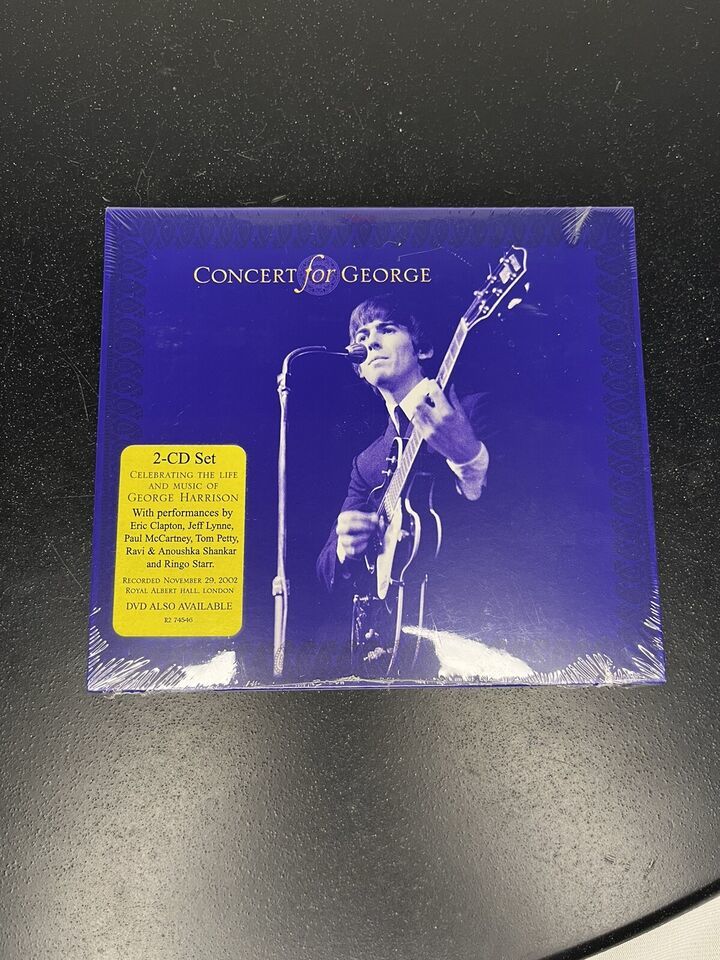 CONCERT for GEORGE
2-CD Set
CELEBRATING THE LIFE
AND MUSIC OF
GEORGE HARRISON
With performances by
Eric Clapton, Jeff Lynne,
Paul McCartney, Tom Petty,
Ravi & Anoushka Shankar
and Ringo Starr.
RECORDED NOVEMBER 29, 2002
ROYAL ALBERT HALL, LONDON
DVD ALSO AVAILABLE
R2 74546